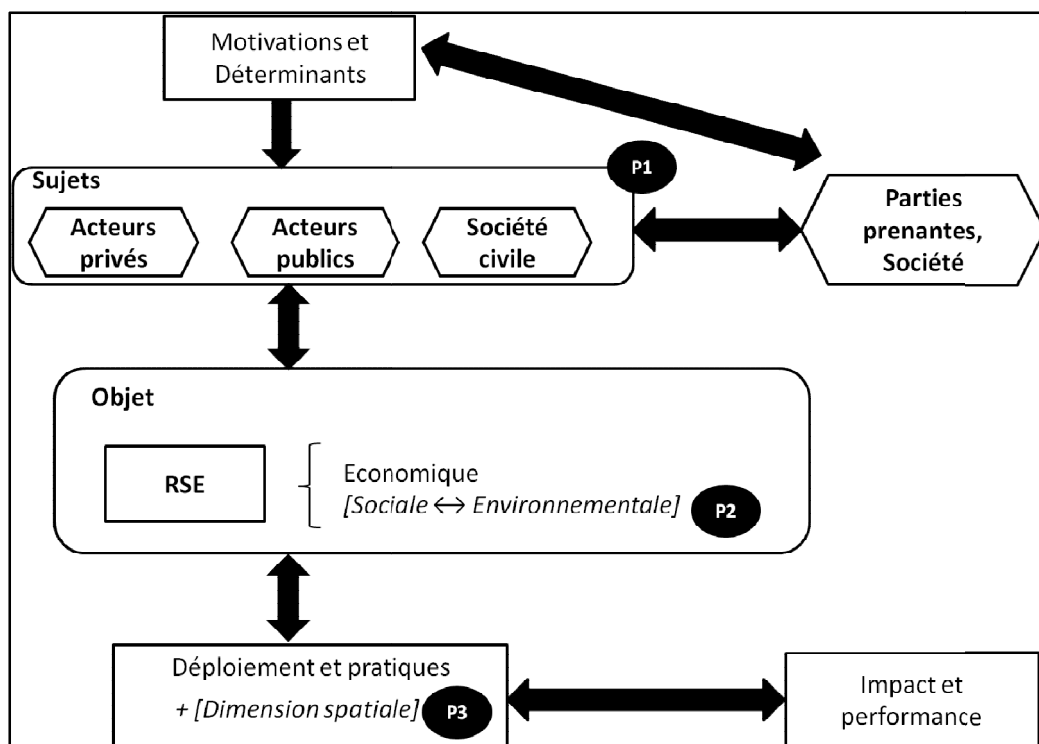 Motivations et
Déterminants
P1
Sujets
Acteurs
privés
Acteurs
publics
Société
civile
Parties
prenantes,
Société
Objet
RSE
Economique
[Sociale ↔ Environnementale]
P2
Déploiement et pratiques
+ [Dimension spatiale]
P3
Impact et
performance